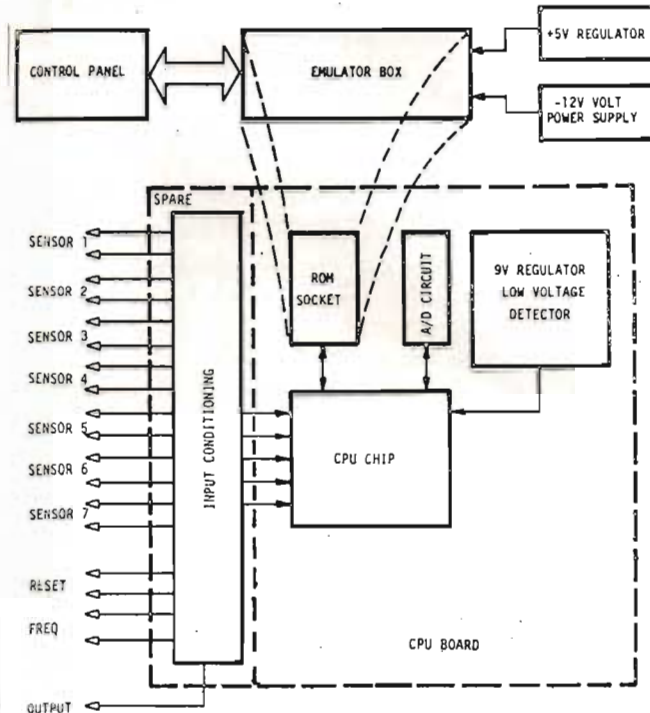 CONTROL PANEL
EMULATOR BOX
+5V REGULATOR
-12V VOLT
POWER SUPPLY
SPARE
SENSOR 1
SENSOR 2
SENSOR 3
SENSOR 4
SENSOR 5
SENSOR 6
SENSOR 7
RESET
FREQ
OUTPUT
INPUT CONDITIONING
ROM
SOCKET
A/D CIRCUIT
9V REGULATOR
LOW VOLTAGE
DETECTOR
CPU CHIP
CPU BOARD